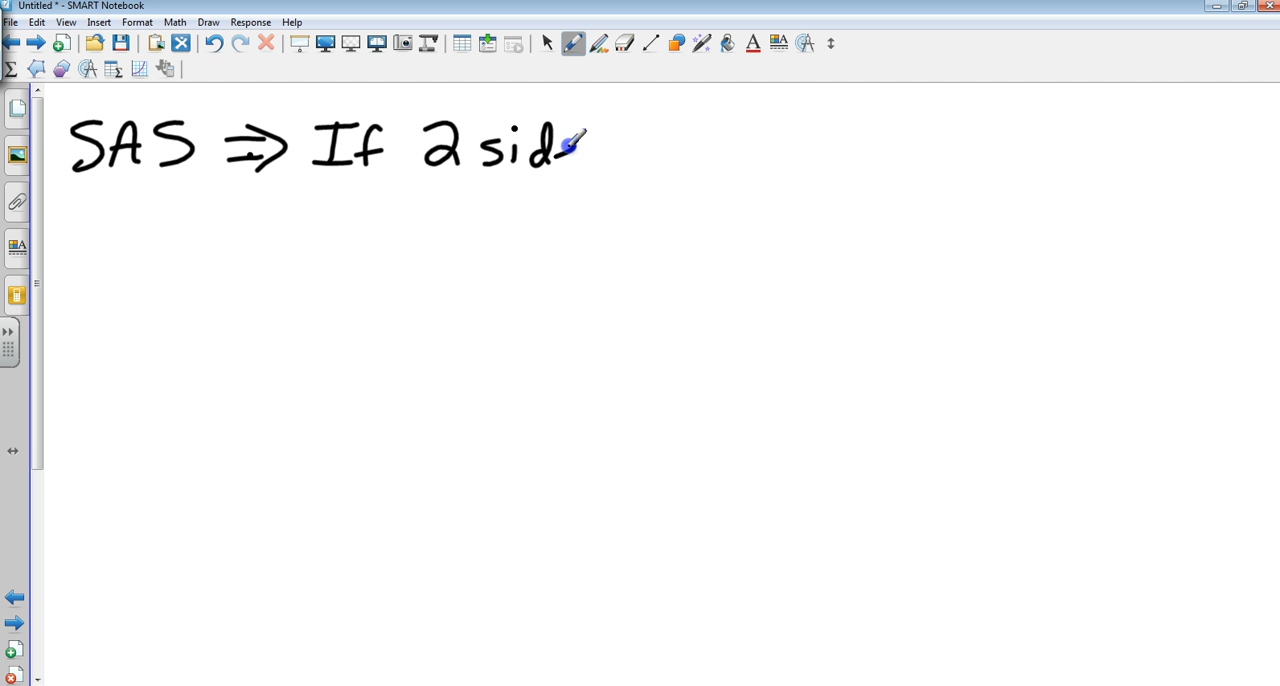 Untitled * - SMART Notebook
File Edit View Insert Format Math Draw Response Help
SAS ⇒ If 2 sid